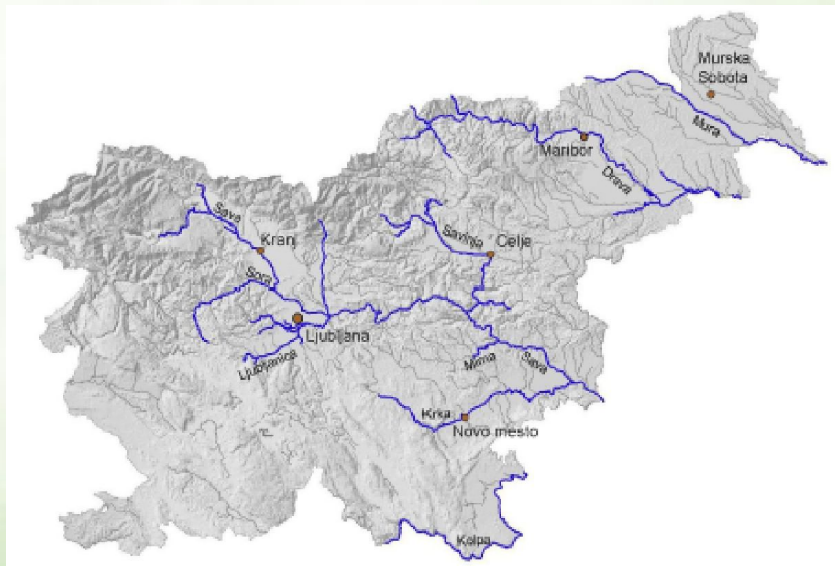 Murska
Sobota
Mura
Maribor
Drava
Sava
Kranj
Savinja
Celje
Sora
Ljubljana
Ljubljanica
Mirna
Sava
Krka
Novo mesto
Kolpa